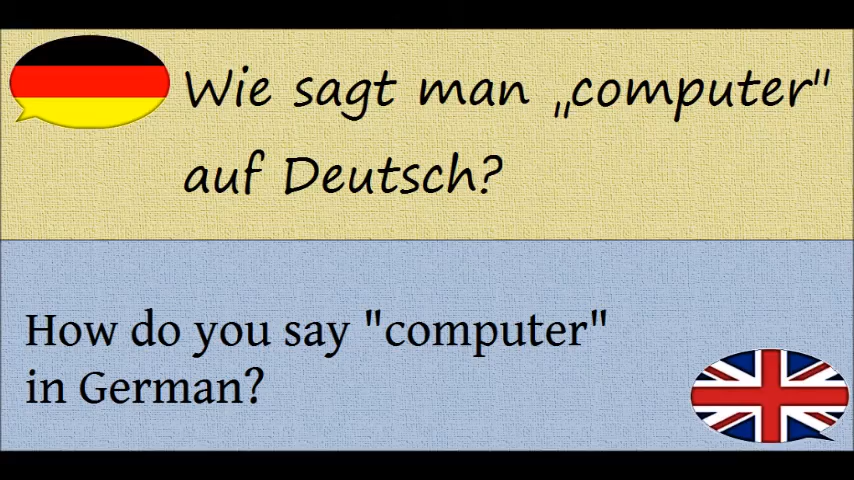 Wie sagt man „computer"
auf Deutsch?
How do you say "computer"
in German?